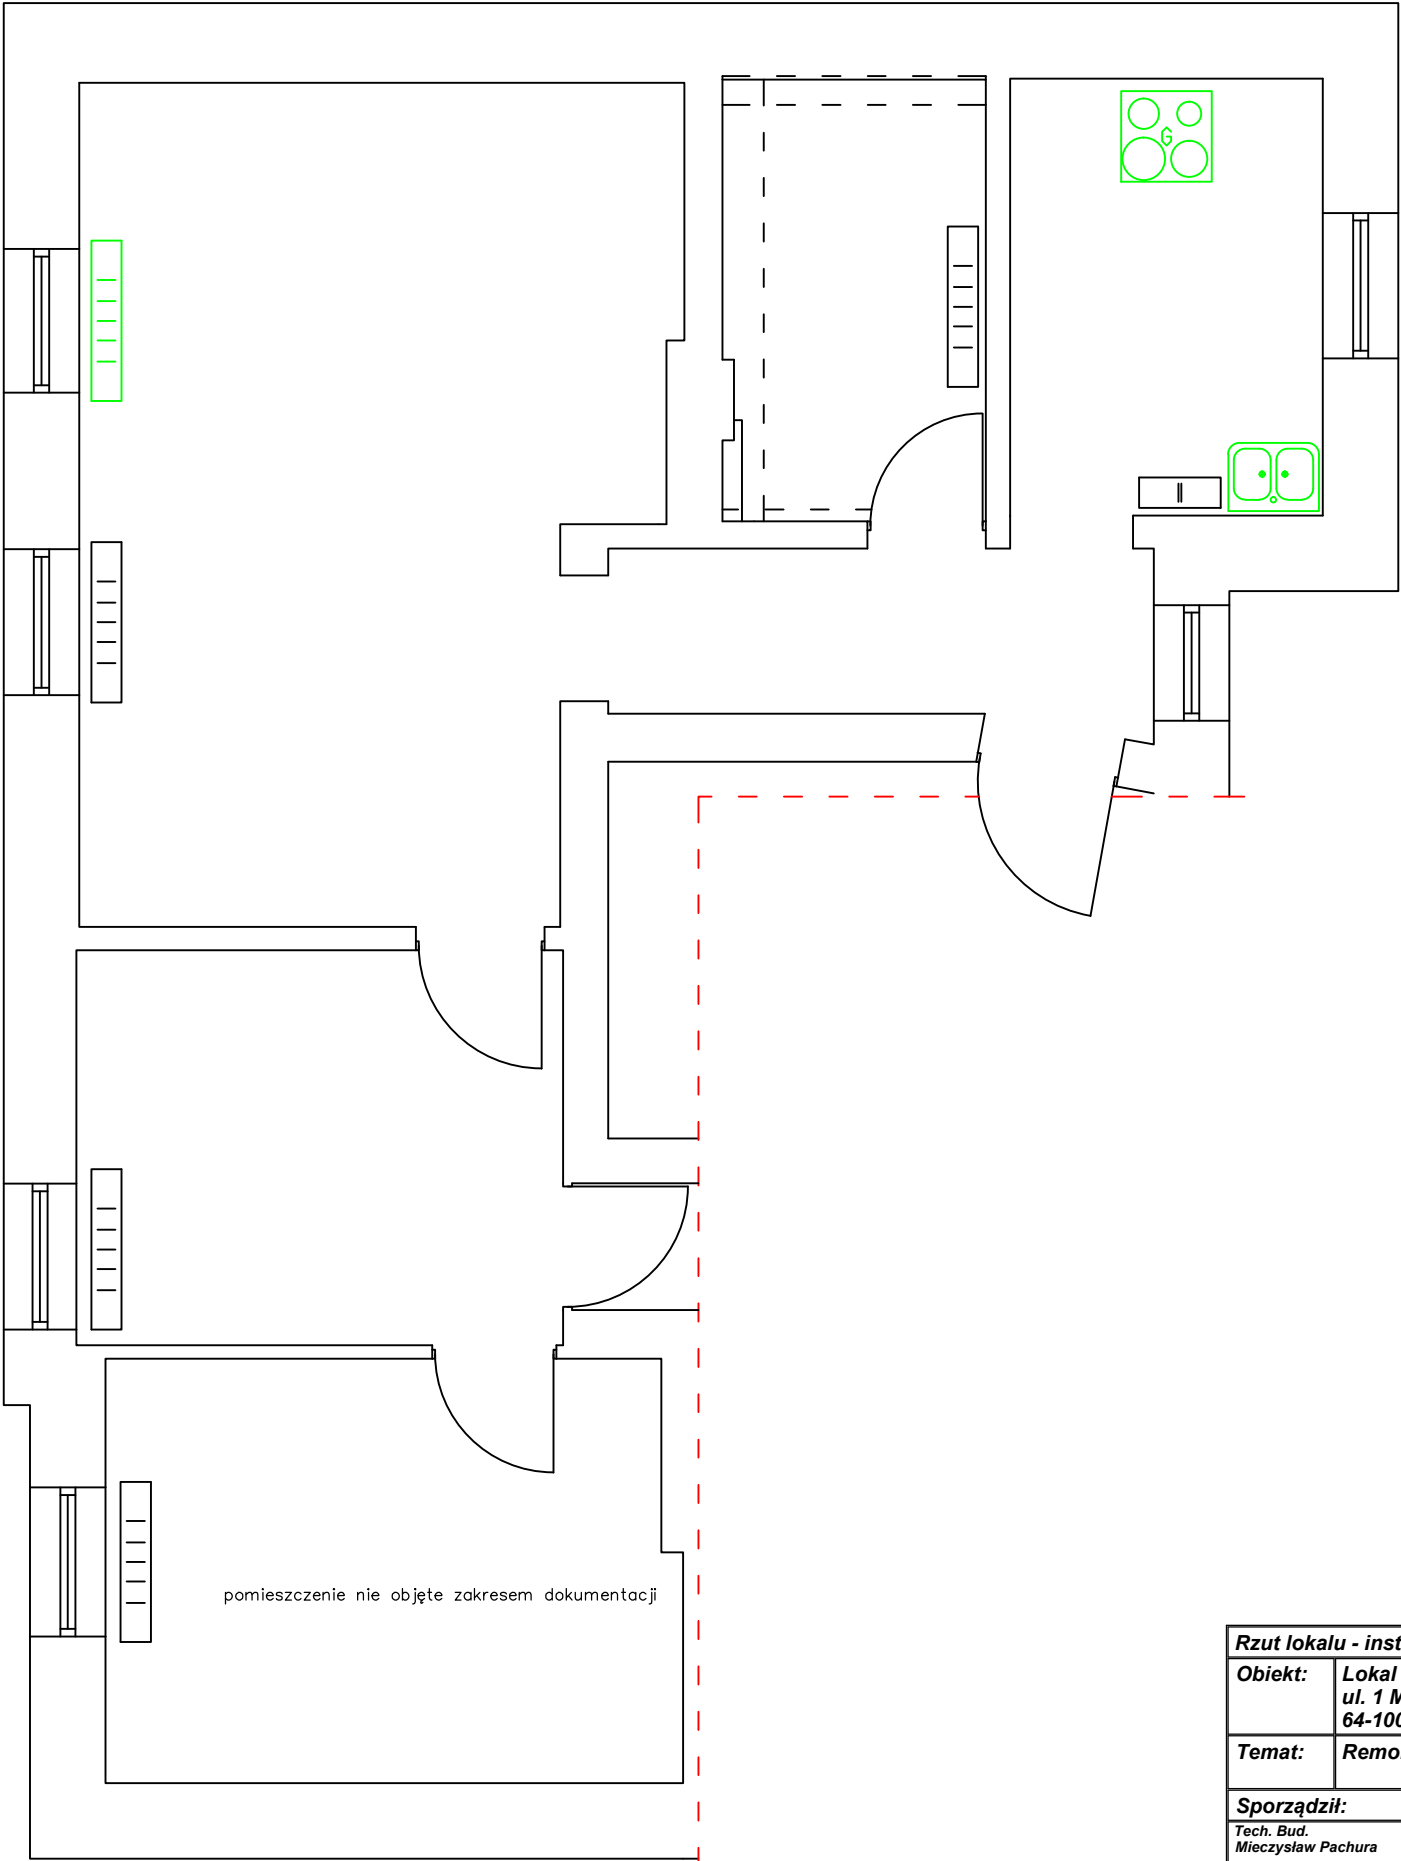 G
pomieszczenie nie objęte zakresem dokumentacji
Rzut lokalu - inst
Obiekt:
Lokal
ul. 1 M
64-100
Temat:
Remo
Sporządził:
Tech. Bud.
Mieczysław Pachura